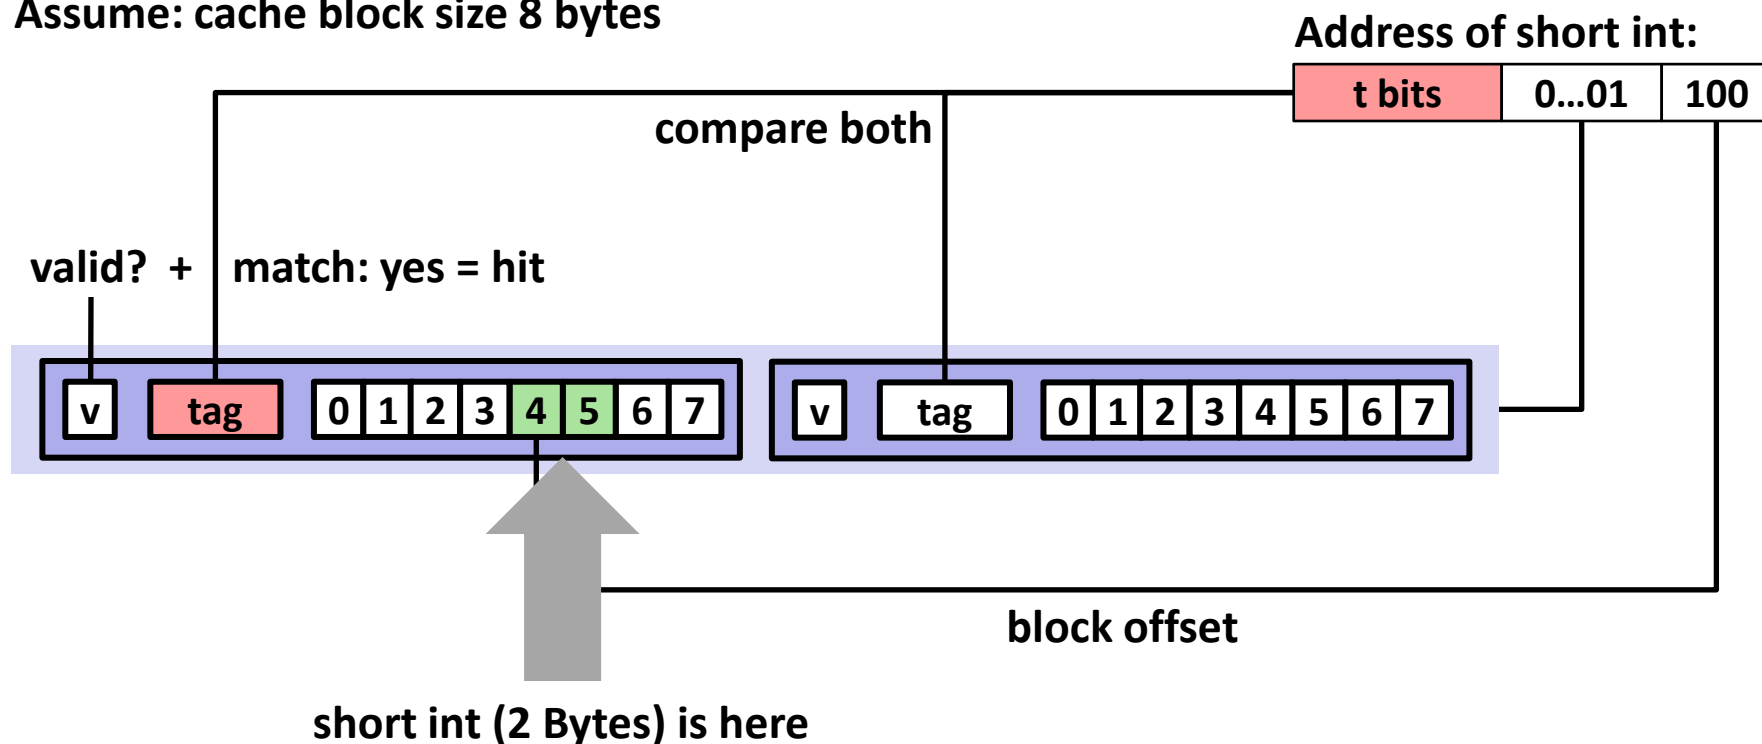 Assume: cache block size 8 bytes
Address of short int:
t bits 0...01 100
compare both
valid? + match: yes = hit
v tag 0 1 2 3 4 5 6 7 v tag 0 1 2 3 4 5 6 7
block offset
short int (2 Bytes) is here